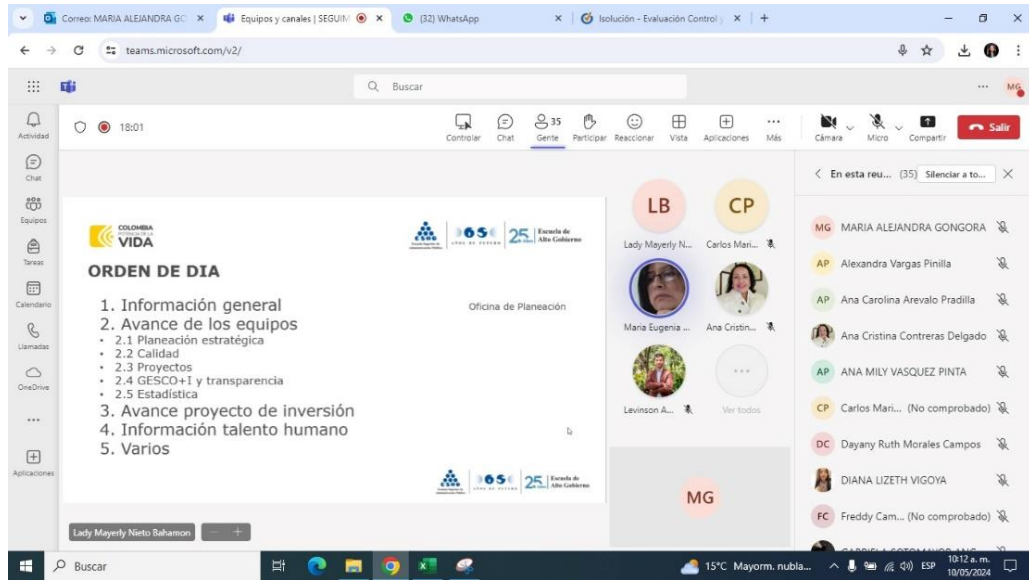 Correo: MARIA ALEJANDRA GO
Equipos y canales | SEGUIM
(32) WhatsApp
Isolución - Evaluación Control y
teams.microsoft.com/v2/
Buscar
MG
Actividad
Chat
Equipos
Tareas
Calendario
Llamadas
OneDrive
Aplicaciones
18:01
Controlar
Chat
35
Gente
Participar
Reaccionar
Vista
Aplicaciones
Más
Cámara
Micro
Compartir
Salir
COLOMBIA
POTENCIA DE LA
VIDA
65
25
Escuela de
Alto Gobierno
ORDEN DE DIA
1. Información general
2. Avance de los equipos
• 2.1 Planeación estratégica
• 2.2 Calidad
• 2.3 Proyectos
• 2.4 GESCO+I y transparencia
• 2.5 Estadística
3. Avance proyecto de inversión
4. Información talento humano
5. Varios
Oficina de Planeación
65
25
Escuela de
Alto Gobierno
Lady Mayerly Nieto Bahamon
LB
Lady Mayerly N...
CP
Carlos Mari...
Maria Eugenia ...
Ana Cristin...
Levinson A...
Ver todos
MG
En esta reu... (35) Silenciar a to...
MG MARIA ALEJANDRA GONGORA
AP Alexandra Vargas Pinilla
AP Ana Carolina Arevalo Pradilla
Ana Cristina Contreras Delgado
AP ANA MILY VASQUEZ PINTA
CP Carlos Mari... (No comprobado)
DC Dayany Ruth Morales Campos
DIANA LIZETH VIGOYA
FC Freddy Cam... (No comprobado)
Buscar
15°C Mayorm. nubla...
ESP
10:12 a. m.
10/05/2024